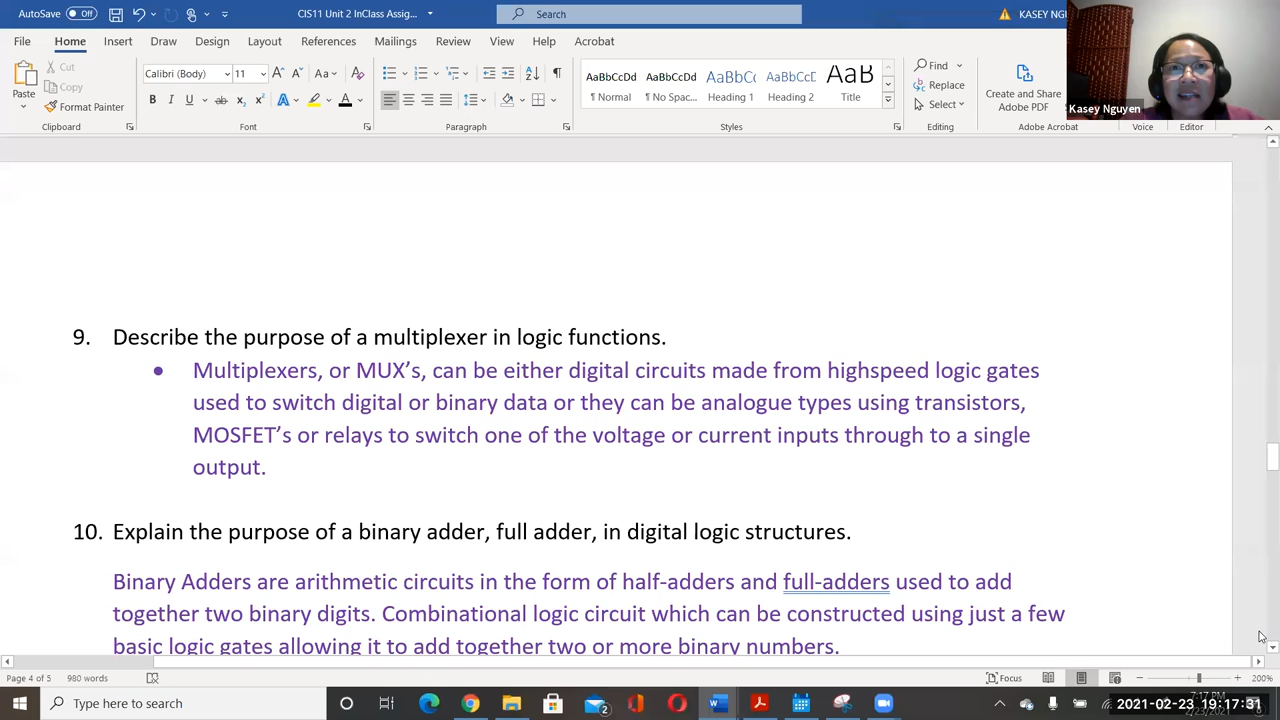 AutoSave Off CIS11 Unit 2 InClass Assig... Search KASEY NG
File Home Insert Draw Design Layout References Mailings Review View Help Acrobat
Paste Cut Copy Format Painter
Calibri (Body) 11 Aa
AaBbCcDd AaBbCcDd AaBbCc AaBbCcD AaB
¶ Normal ¶ No Spac... Heading 1 Heading 2 Title
Find Replace Select
Create and Share Adobe PDF
Kasey Nguyen
Clipboard Font Paragraph Styles Editing Adobe Acrobat Voice Editor
9. Describe the purpose of a multiplexer in logic functions.
• Multiplexers, or MUX's, can be either digital circuits made from highspeed logic gates
used to switch digital or binary data or they can be analogue types using transistors,
MOSFET's or relays to switch one of the voltage or current inputs through to a single
output.
10. Explain the purpose of a binary adder, full adder, in digital logic structures.
Binary Adders are arithmetic circuits in the form of half-adders and full-adders used to add
together two binary digits. Combinational logic circuit which can be constructed using just a few
basic logic gates allowing it to add together two or more binary numbers.
Page 4 of 5 980 words Focus 200%
Type here to search
7:17 PM
2021-02-23 19:17:31